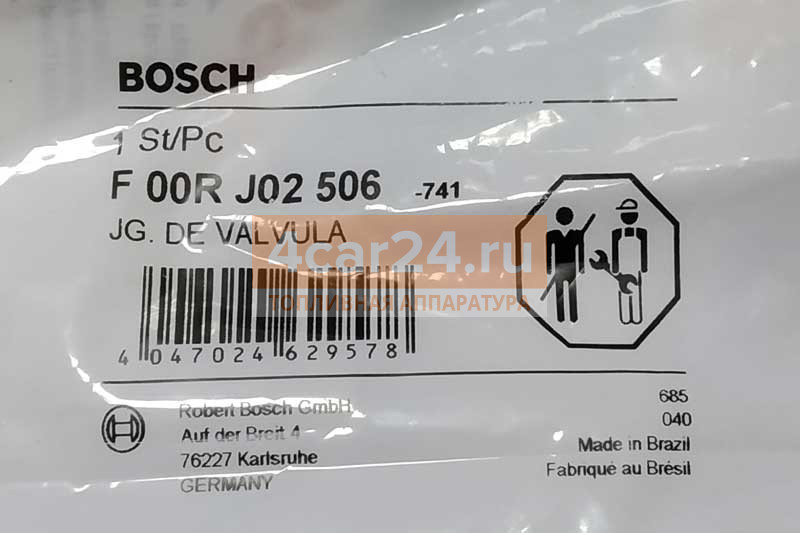 BOSCH
1 St/Pc
F 00R J02 506 -741
JG. DE VALVULA
4car24.ru
ТОПЛИВНАЯ АППАРАТУРА
4 047024 629578
Robert Bosch GmbH
Auf der Breit 4
76227 Karlsruhe
GERMANY
685
040
Made in Brazil
Fabriqué au Brésil